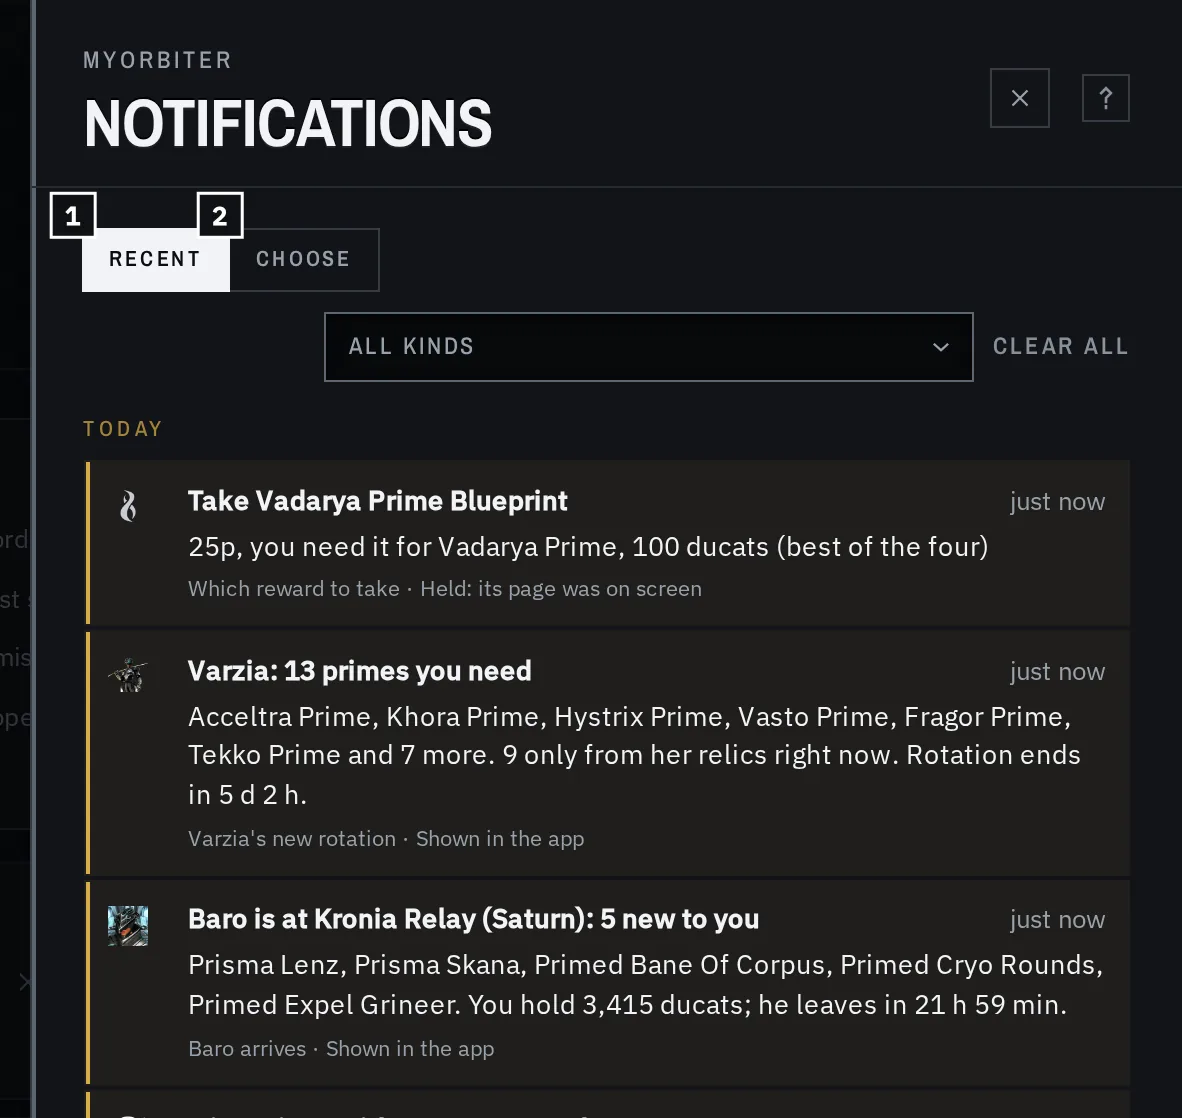 MYORBITER
NOTIFICATIONS
?
1
2
RECENT
CHOOSE
ALL KINDS
CLEAR ALL
TODAY
Take Vadarya Prime Blueprint
just now
25p, you need it for Vadarya Prime, 100 ducats (best of the four)
Which reward to take · Held: its page was on screen
Varzia: 13 primes you need
just now
Acceltra Prime, Khora Prime, Hystrix Prime, Vasto Prime, Fragor Prime,
Tekko Prime and 7 more. 9 only from her relics right now. Rotation ends
in 5 d 2 h.
Varzia's new rotation · Shown in the app
Baro is at Kronia Relay (Saturn): 5 new to you
just now
Prisma Lenz, Prisma Skana, Primed Bane Of Corpus, Primed Cryo Rounds,
Primed Expel Grineer. You hold 3,415 ducats; he leaves in 21 h 59 min.
Baro arrives · Shown in the app